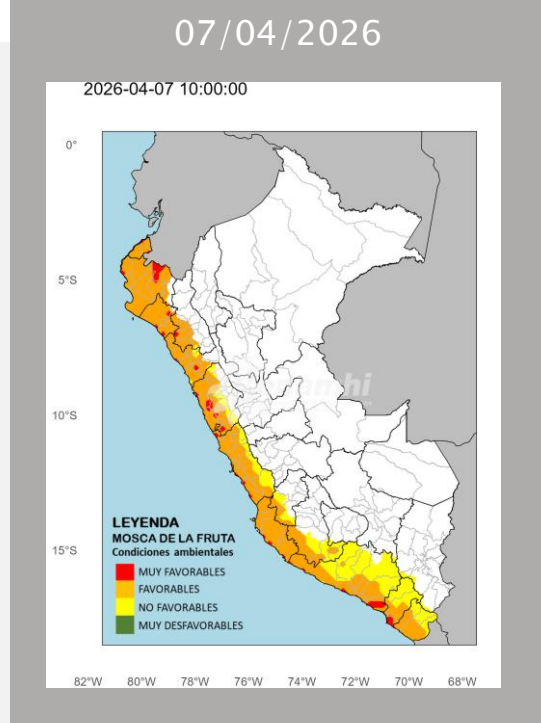 07/04/2026
2026-04-07 10:00:00
0°
5°S
10°S
15°S
LEYENDA
MOSCA DE LA FRUTA
Condiciones ambientales
MUY FAVORABLES
FAVORABLES
NO FAVORABLES
MUY DESFAVORABLES
82°W 80°W 78°W 76°W 74°W 72°W 70°W 68°W